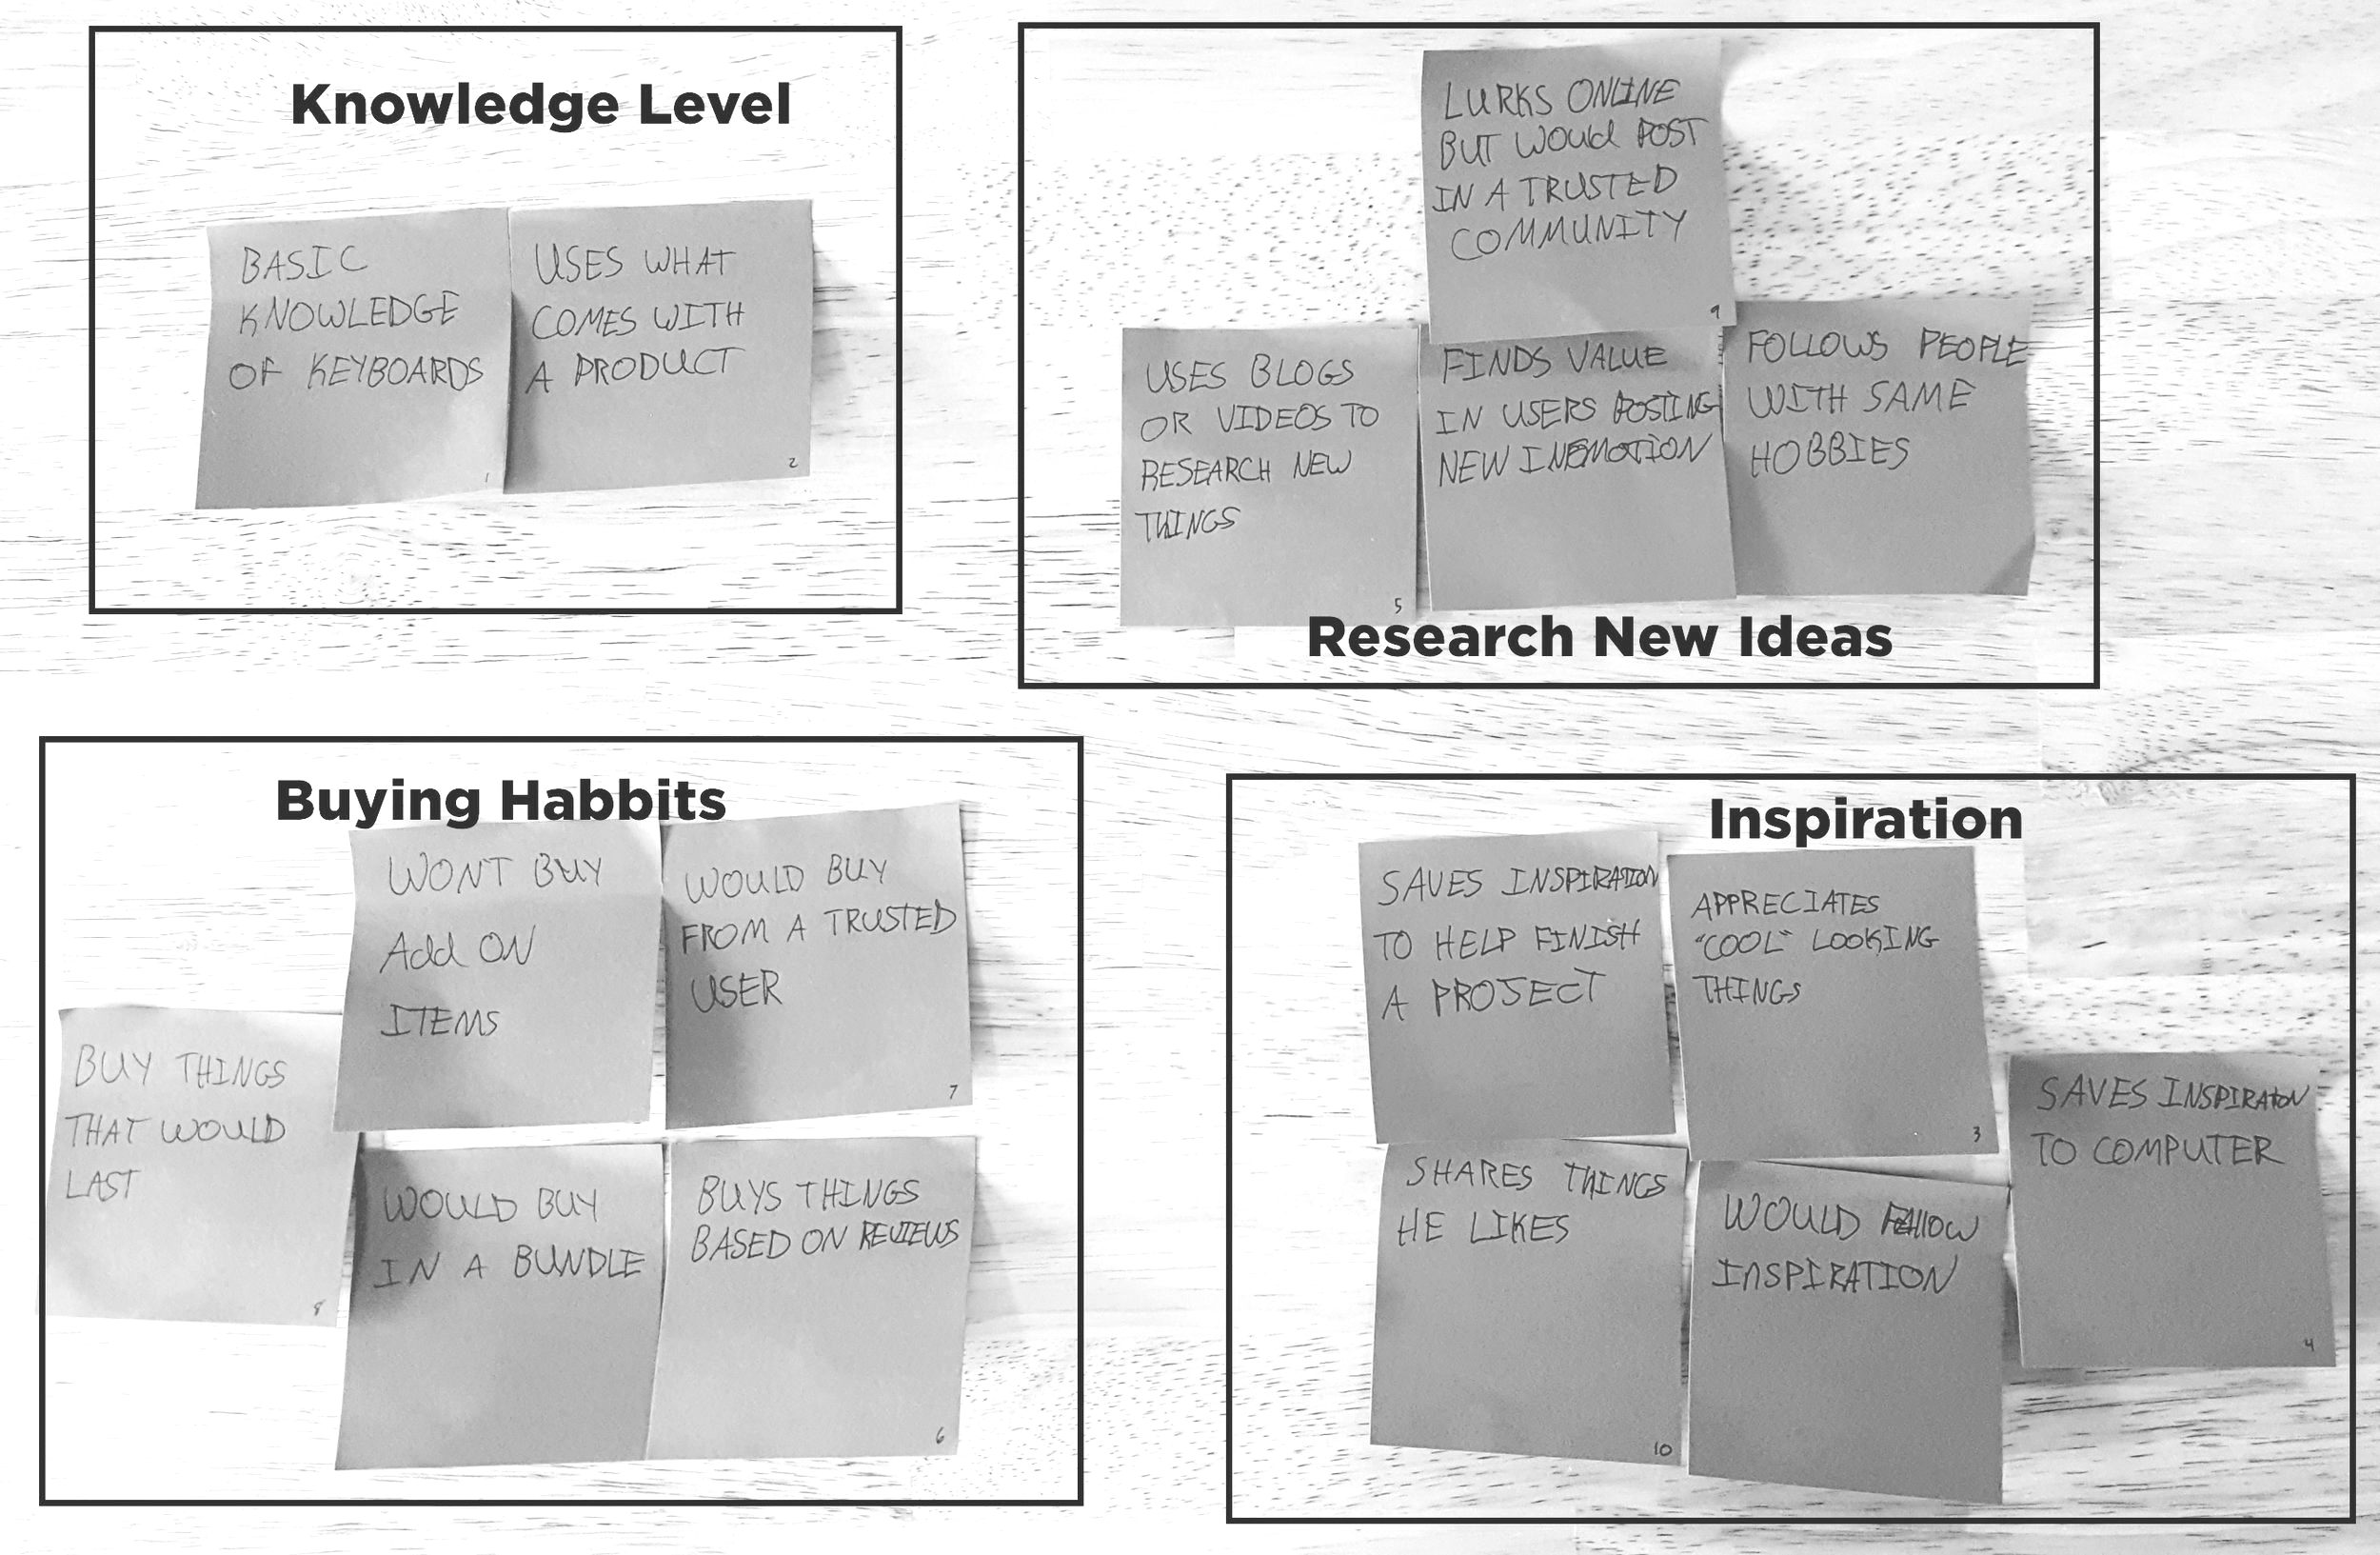 Knowledge Level
BASIC
KNOWLEDGE
OF KEYBOARDS
1
USES WHAT
COMES WITH
A PRODUCT
2
LURKS ONLINE
BUT WOUld POST
IN A TRUSTED
COMMUNITY
9
USES BLOGS
OR VIDEOS TO
RESEARCH NEW
THINGS
5
FINDS VALUE
IN USERS POSTING
NEW
FOLLOWS PEOPLE
WITH SAME
HOBBIES
Research New Ideas
Buying Habbits
BUY THINGS
THAT WOULD
LAST
8
WONT BUY
Add ON
ITEMS
WOULD BUY
FROM A TRUSTED
USER
7
WOULD BUY
IN A BUNDLE
BUYS THINGS
BASED ON REVIEWS
6
Inspiration
SAVES INSPIRATION
TO HELP FINISH
A PROJECT
APPRECIATES
"COOL" LOOKING
THINGS
3
SAVES INSPIRATON
TO COMPUTER
4
SHARES THINGS
HE LIKES
10
WOULD
INSPIRATION